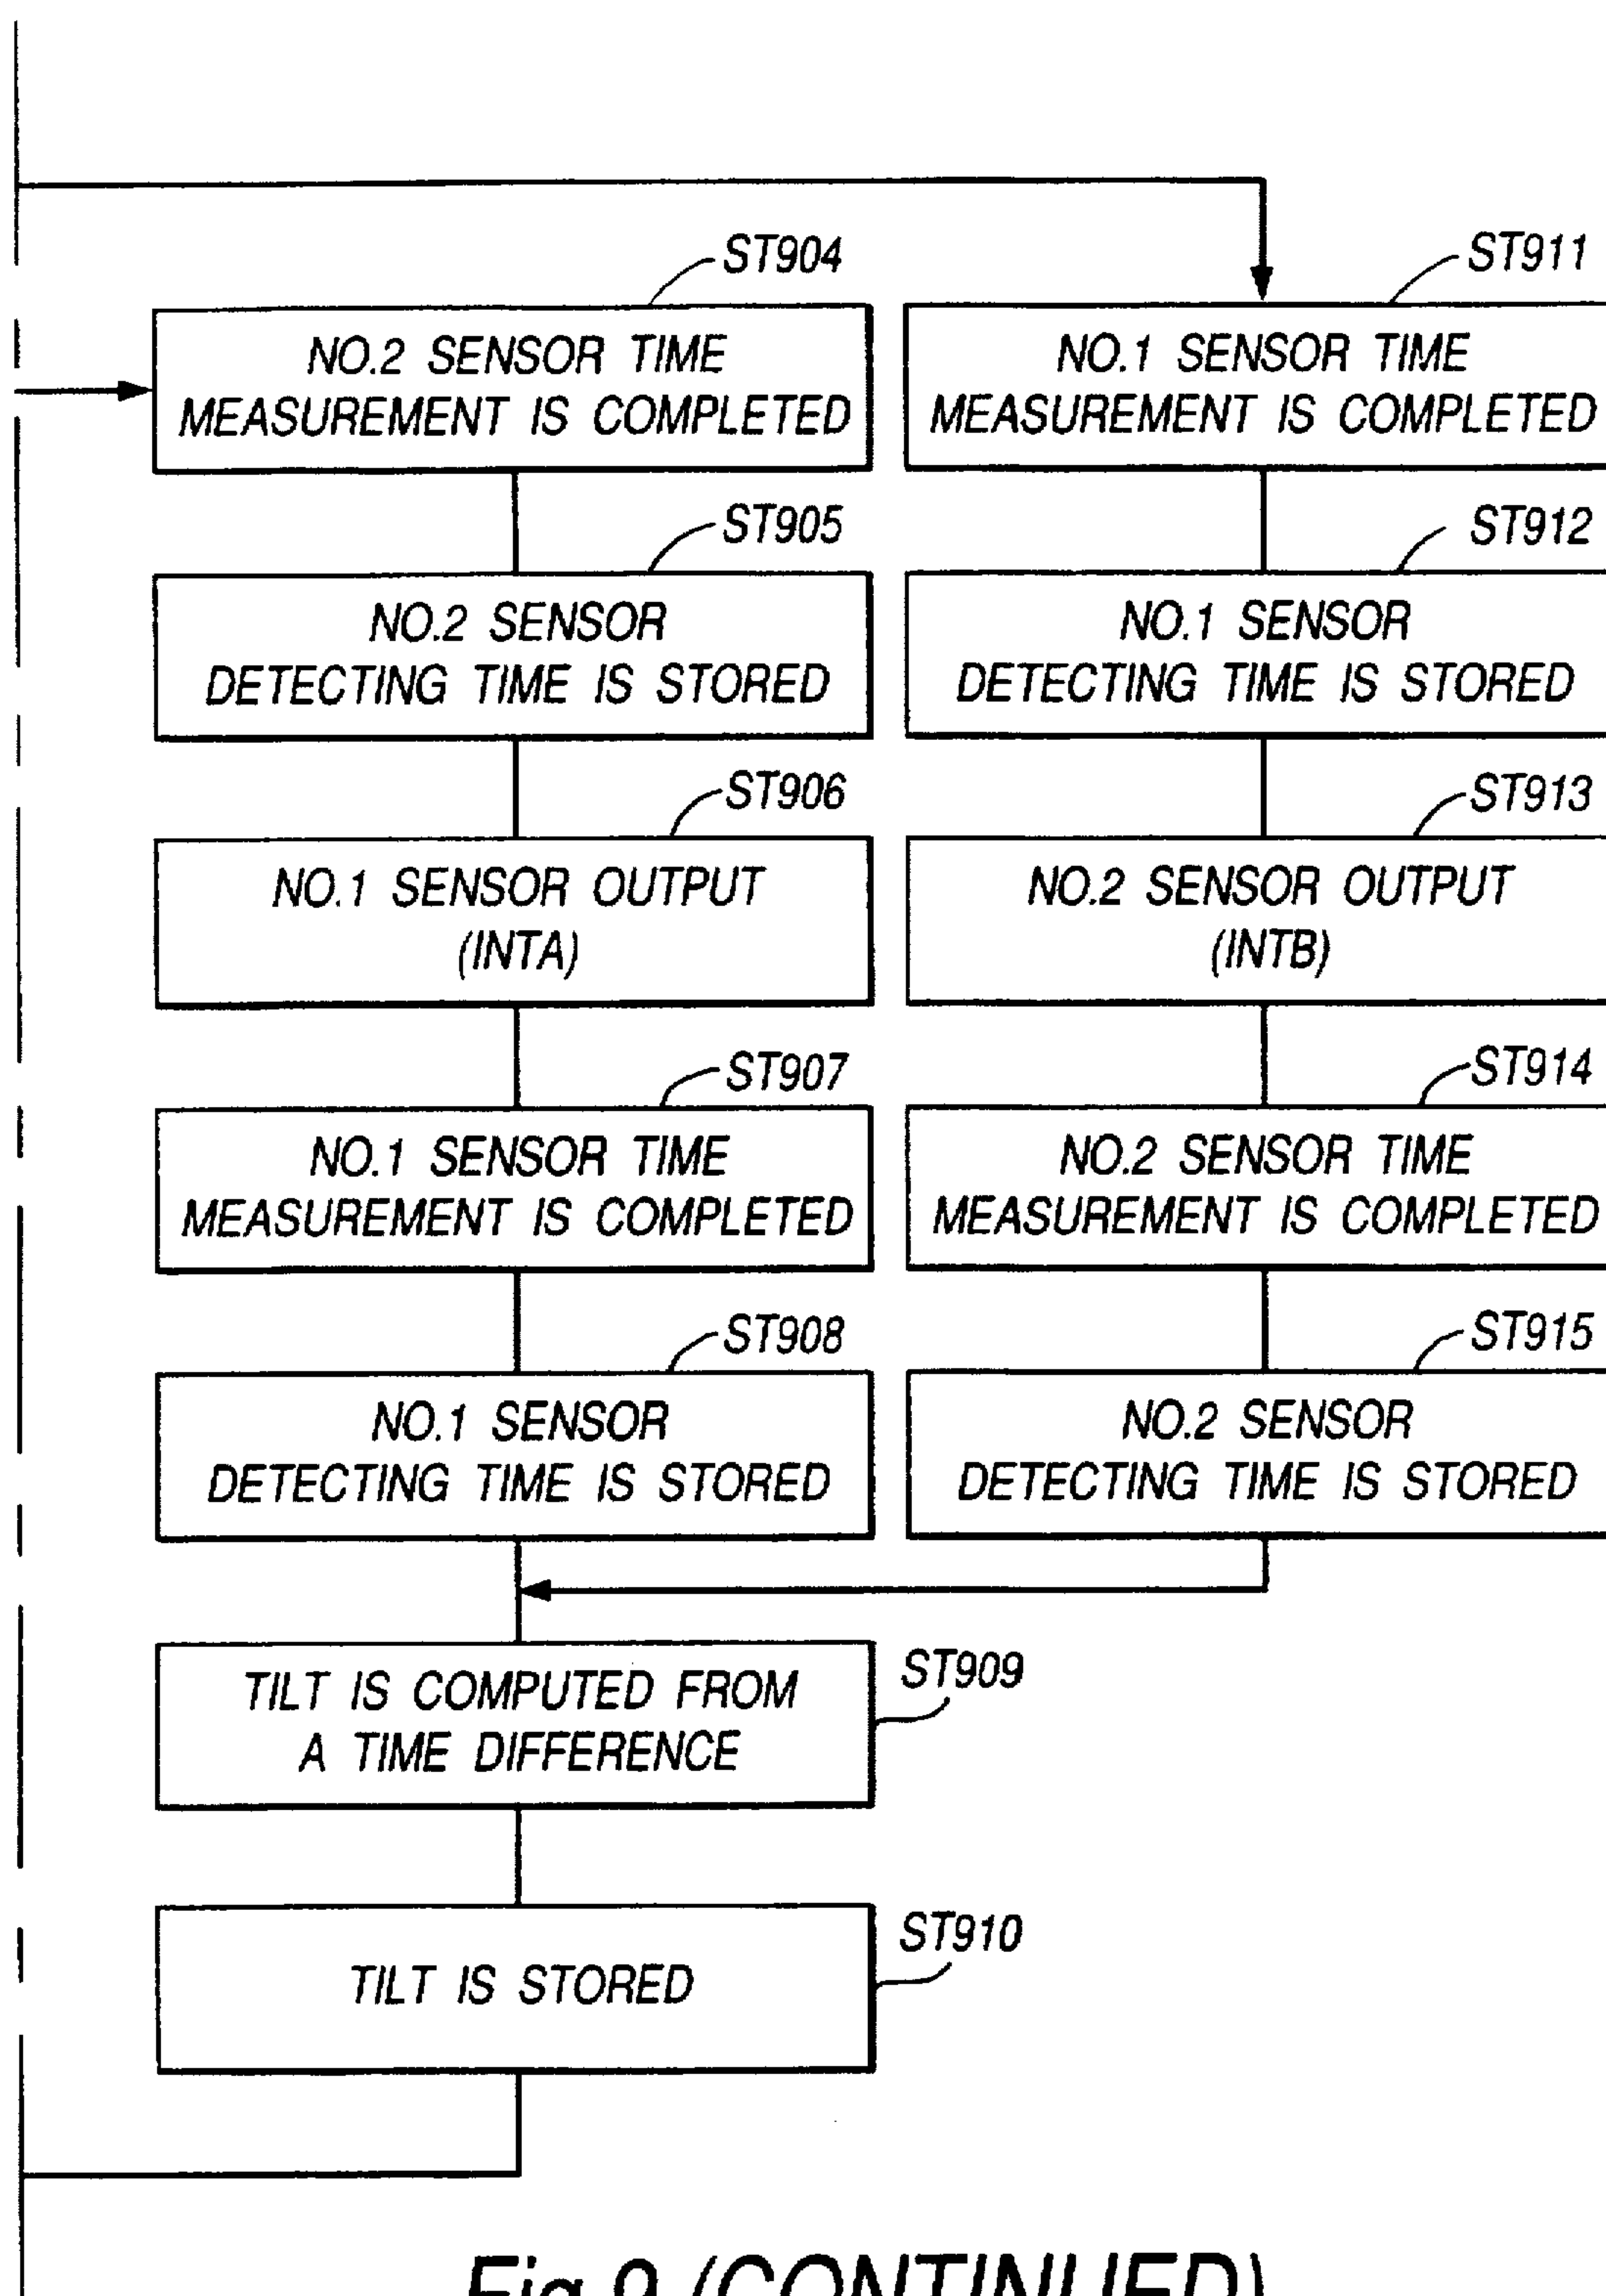 ST904
NO.2 SENSOR TIME
MEASUREMENT IS COMPLETED
ST905
NO.2 SENSOR
DETECTING TIME IS STORED
ST906
NO.1 SENSOR OUTPUT
(INTA)
ST907
NO.1 SENSOR TIME
MEASUREMENT IS COMPLETED
ST908
NO.1 SENSOR
DETECTING TIME IS STORED
ST911
NO.1 SENSOR TIME
MEASUREMENT IS COMPLETED
ST912
NO.1 SENSOR
DETECTING TIME IS STORED
ST913
NO.2 SENSOR OUTPUT
(INTB)
ST914
NO.2 SENSOR TIME
MEASUREMENT IS COMPLETED
ST915
NO.2 SENSOR
DETECTING TIME IS STORED
TILT IS COMPUTED FROM
A TIME DIFFERENCE
ST909
TILT IS STORED
ST910
Fig.9 (CONTINUED)